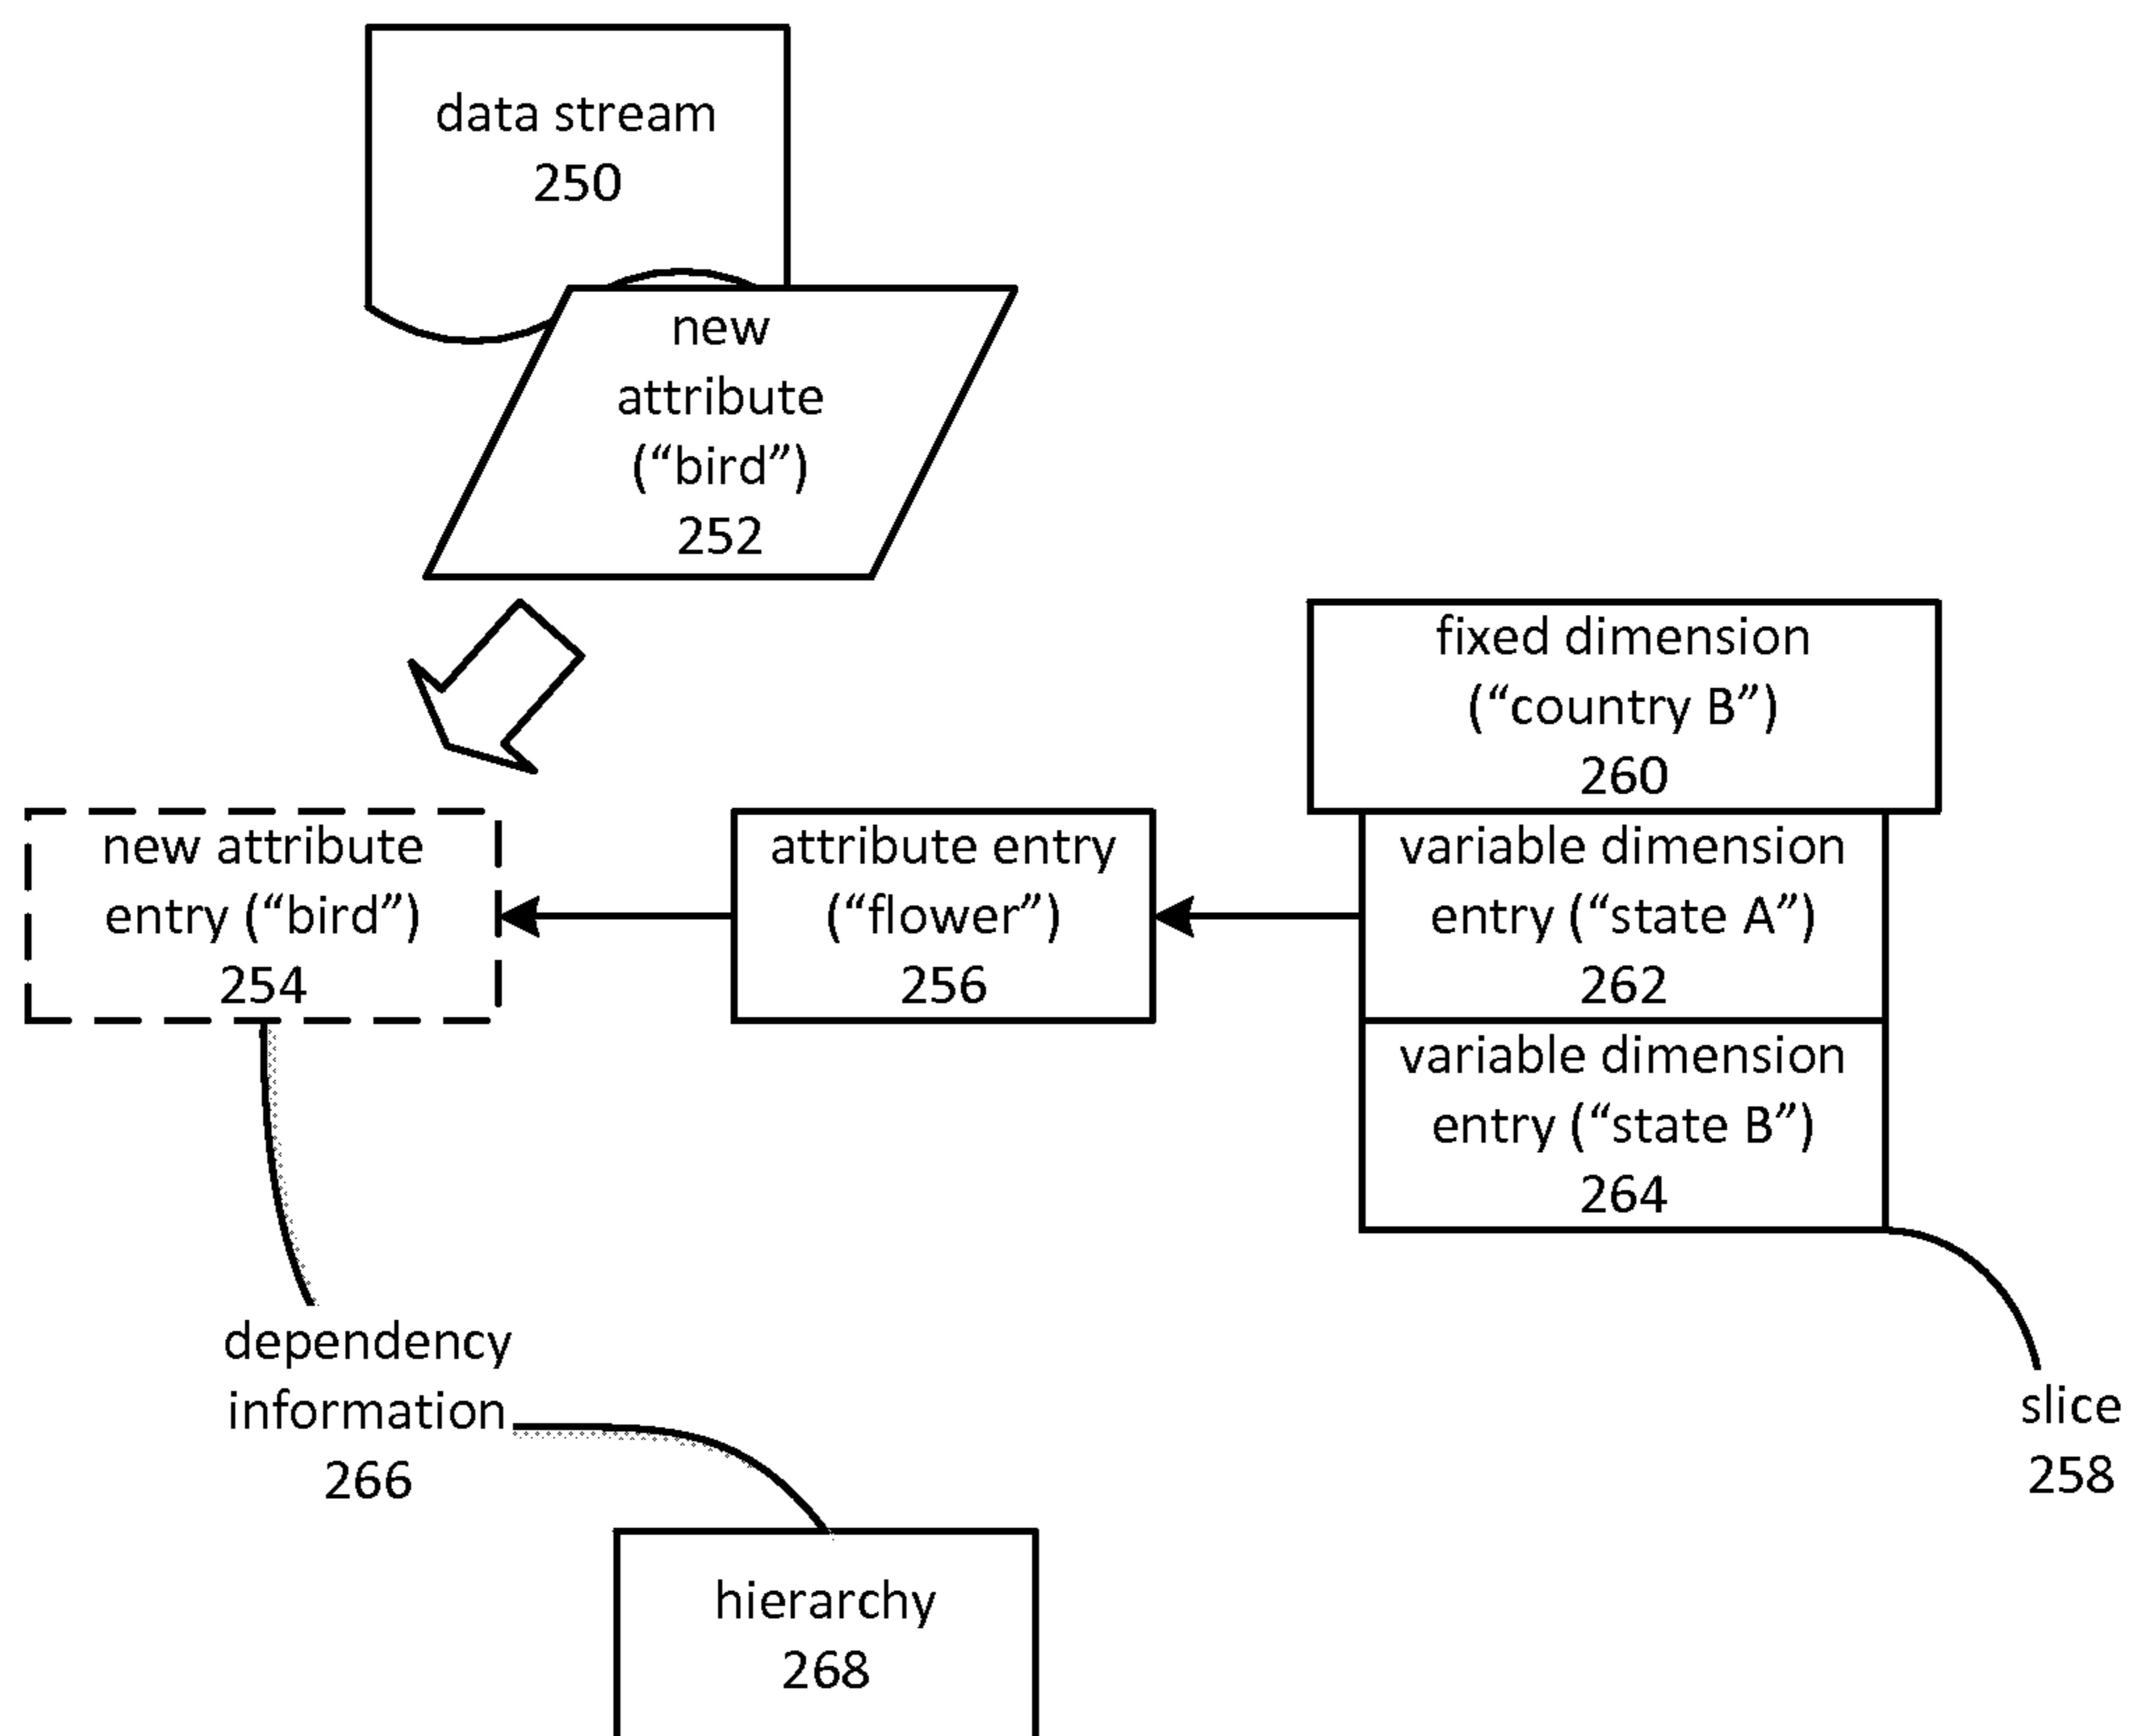 data stream
250
new
attribute
(“bird”)
252
fixed dimension
(“country B”)
260
new attribute
entry (“bird”)
254
attribute entry
(“flower”)
256
variable dimension
entry (“state A”)
262
variable dimension
entry (“state B”)
264
dependency
information
266
slice
258
hierarchy
268